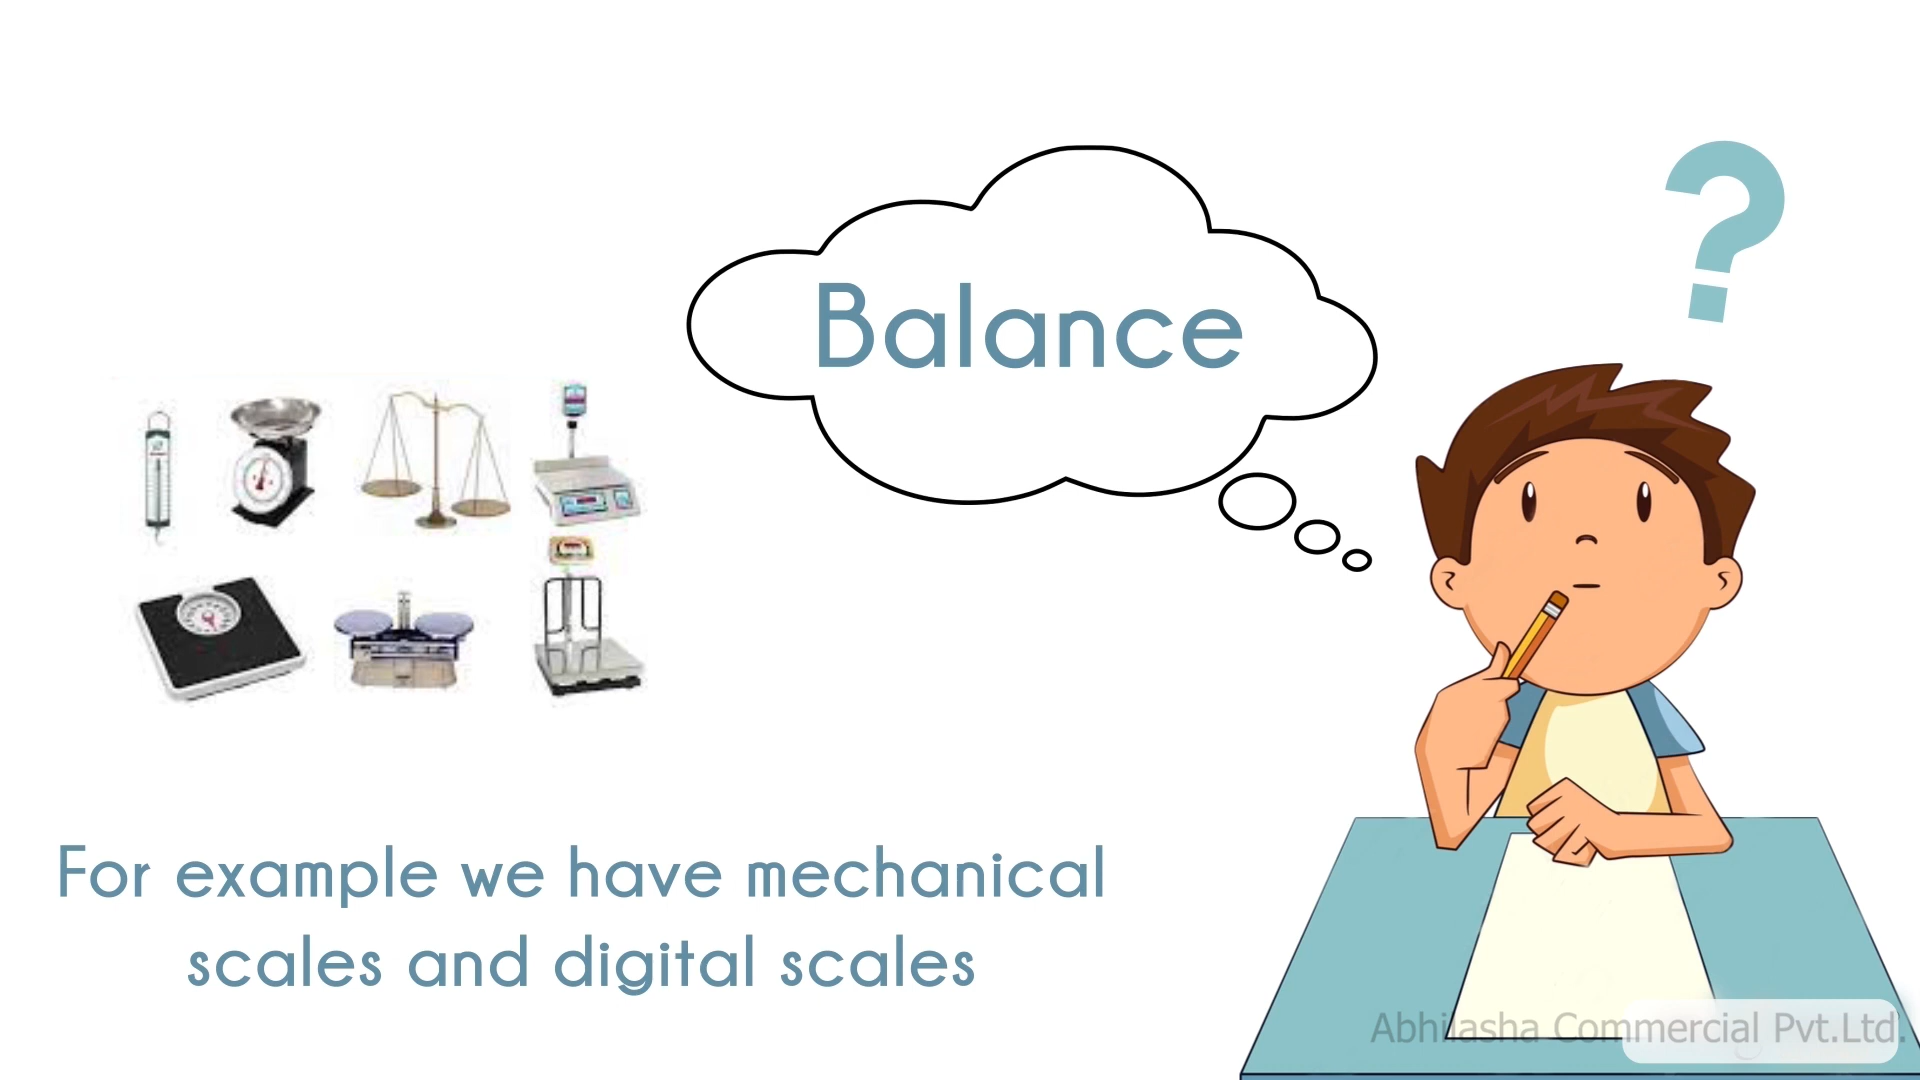 ?
Balance
For example we have mechanical
scales and digital scales
Abhilasha Commercial Pvt.Ltd.